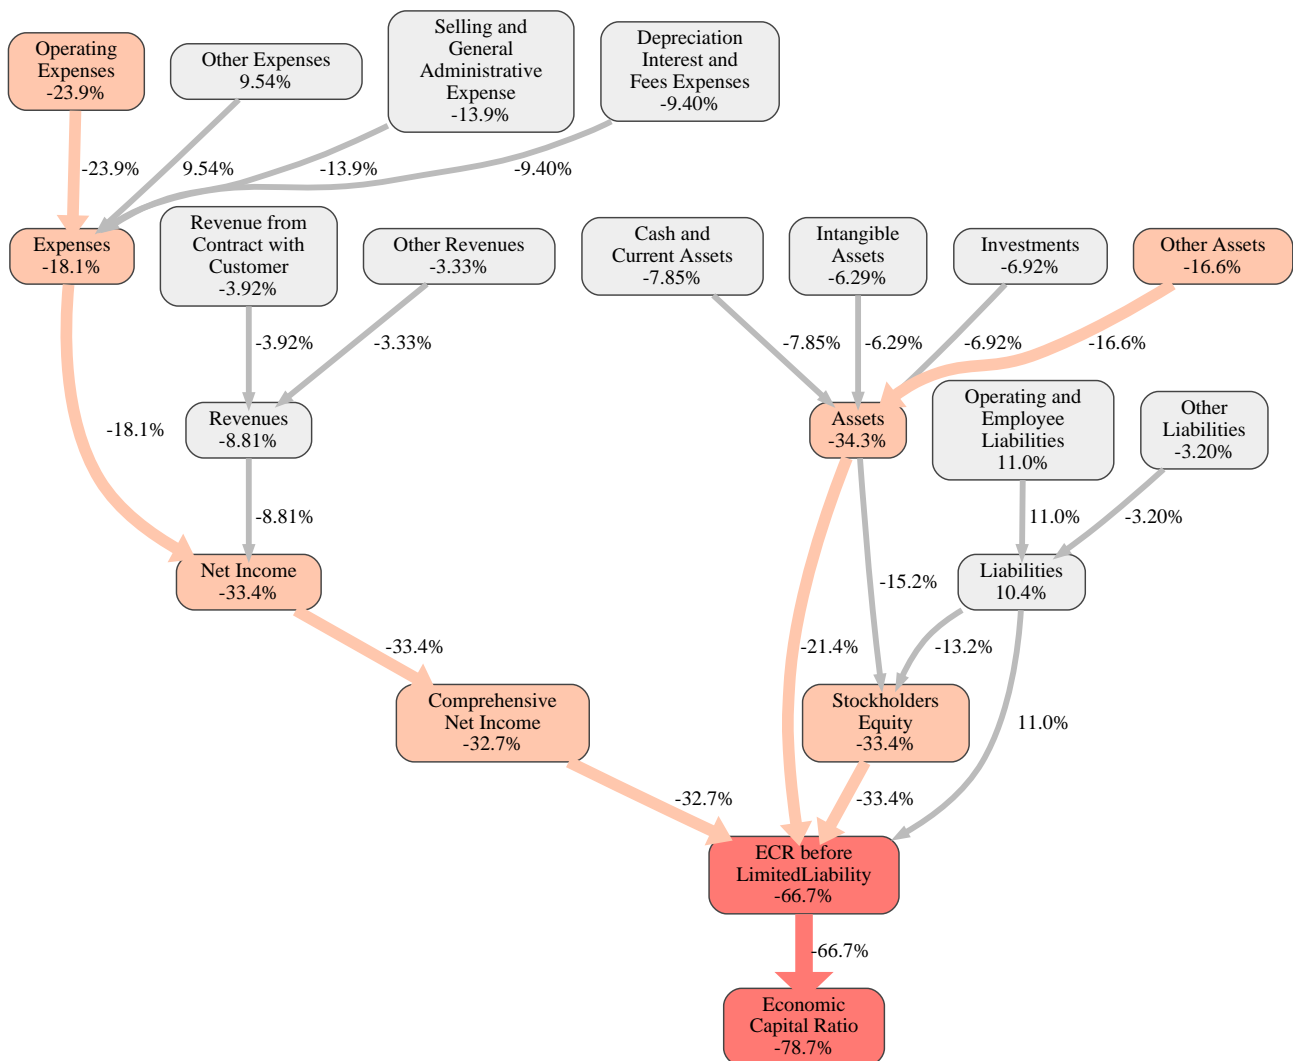 Operating
Expenses
-23.9%
Other Expenses
9.54%
Selling and
General
Administrative
Expense
-13.9%
Depreciation
Interest and
Fees Expenses
-9.40%
-23.9%
9.54%
-13.9%
-9.40%
Expenses
-18.1%
Revenue from
Contract with
Customer
-3.92%
Other Revenues
-3.33%
Cash and
Current Assets
-7.85%
Intangible
Assets
-6.29%
Investments
-6.92%
Other Assets
-16.6%
-3.92%
-3.33%
-7.85%
-6.29%
-6.92%
-16.6%
-18.1%
Revenues
-8.81%
Assets
-34.3%
Operating and
Employee
Liabilities
11.0%
Other
Liabilities
-3.20%
-8.81%
11.0%
-3.20%
Net Income
-33.4%
-15.2%
Liabilities
10.4%
-33.4%
-21.4%
-13.2%
Comprehensive
Net Income
-32.7%
Stockholders
Equity
-33.4%
11.0%
-32.7%
-33.4%
ECR before
LimitedLiability
-66.7%
-66.7%
Economic
Capital Ratio
-78.7%